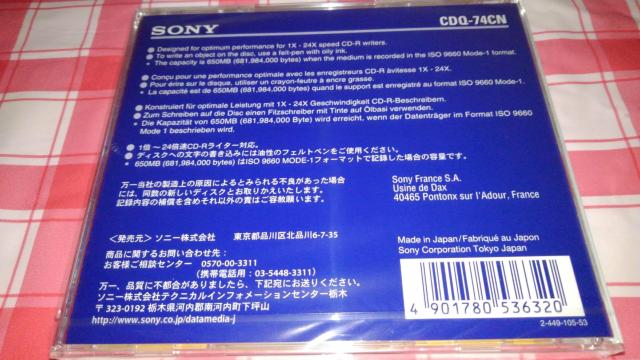 SONY
CDQ-74CN
● Designed for optimum performance for 1X - 24X speed CD-R writers.
● To write an object on the disc, use a felt-pen with oily ink.
● The capacity is 650MB (681,984,000 bytes) when the medium is recorded in the ISO 9660 Mode-1 format.
● Conçu pour une performance optimale avec les enregistreurs CD-R àvitesse 1X - 24X.
● Pour écrire sur le disque, utiliser un crayon-feutre à encre grasse.
● La capacité est de 650MB (681,984,000 bytes) quand le support est enregistré au format ISO 9660 Mode-1.
● Konstruiert für optimale Leistung mit 1X - 24X Geschwindigkeit CD-R-Beschreibern.
● Zum Schreiben auf die Disc einen Filzschreiber mit Tinte auf Ölbasi verwenden.
● Die Kapazität von 650MB (681,984,000 Byte) wird erreicht, wenn der Datenträger im Format ISO 9660
Mode 1 beschrieben wird.
● 1倍〜24倍速CD-Rライター対応。
● ディスクへの文字の書き込みには油性のフェルトペンをご使用ください。
● 650MB (681,984,000 bytes)はISO 9660 MODE-1フォーマットで記録した場合の容量です。
万一当社の製造上の原因によるとみられる不良があった場合
には、同数の新しいディスクとお取りかえいたします。
記録内容の補償を含めそれ以外の責はご容赦願います。
Sony France S.A.
Usine de Dax
40465 Pontonx sur l'Adour, France
<発売元> ソニー株式会社 東京都品川区北品川6-7-35
商品に関するお問い合わせ先：
お客様ご相談センター 0570-00-3311
(携帯電話用：03-5448-3311)
万一、品質に不都合がありましたら、下記宛にお送りください。
ソニー株式会社テクニカルインフォメーションセンター栃木
〒323-0192 栃木県河内郡南河内町下坪山
http://www.sony.co.jp/datamedia-j
Made in Japan/Fabriqué au Japon
Sony Corporation Tokyo Japan
4 901780 536320
2-449-105-53